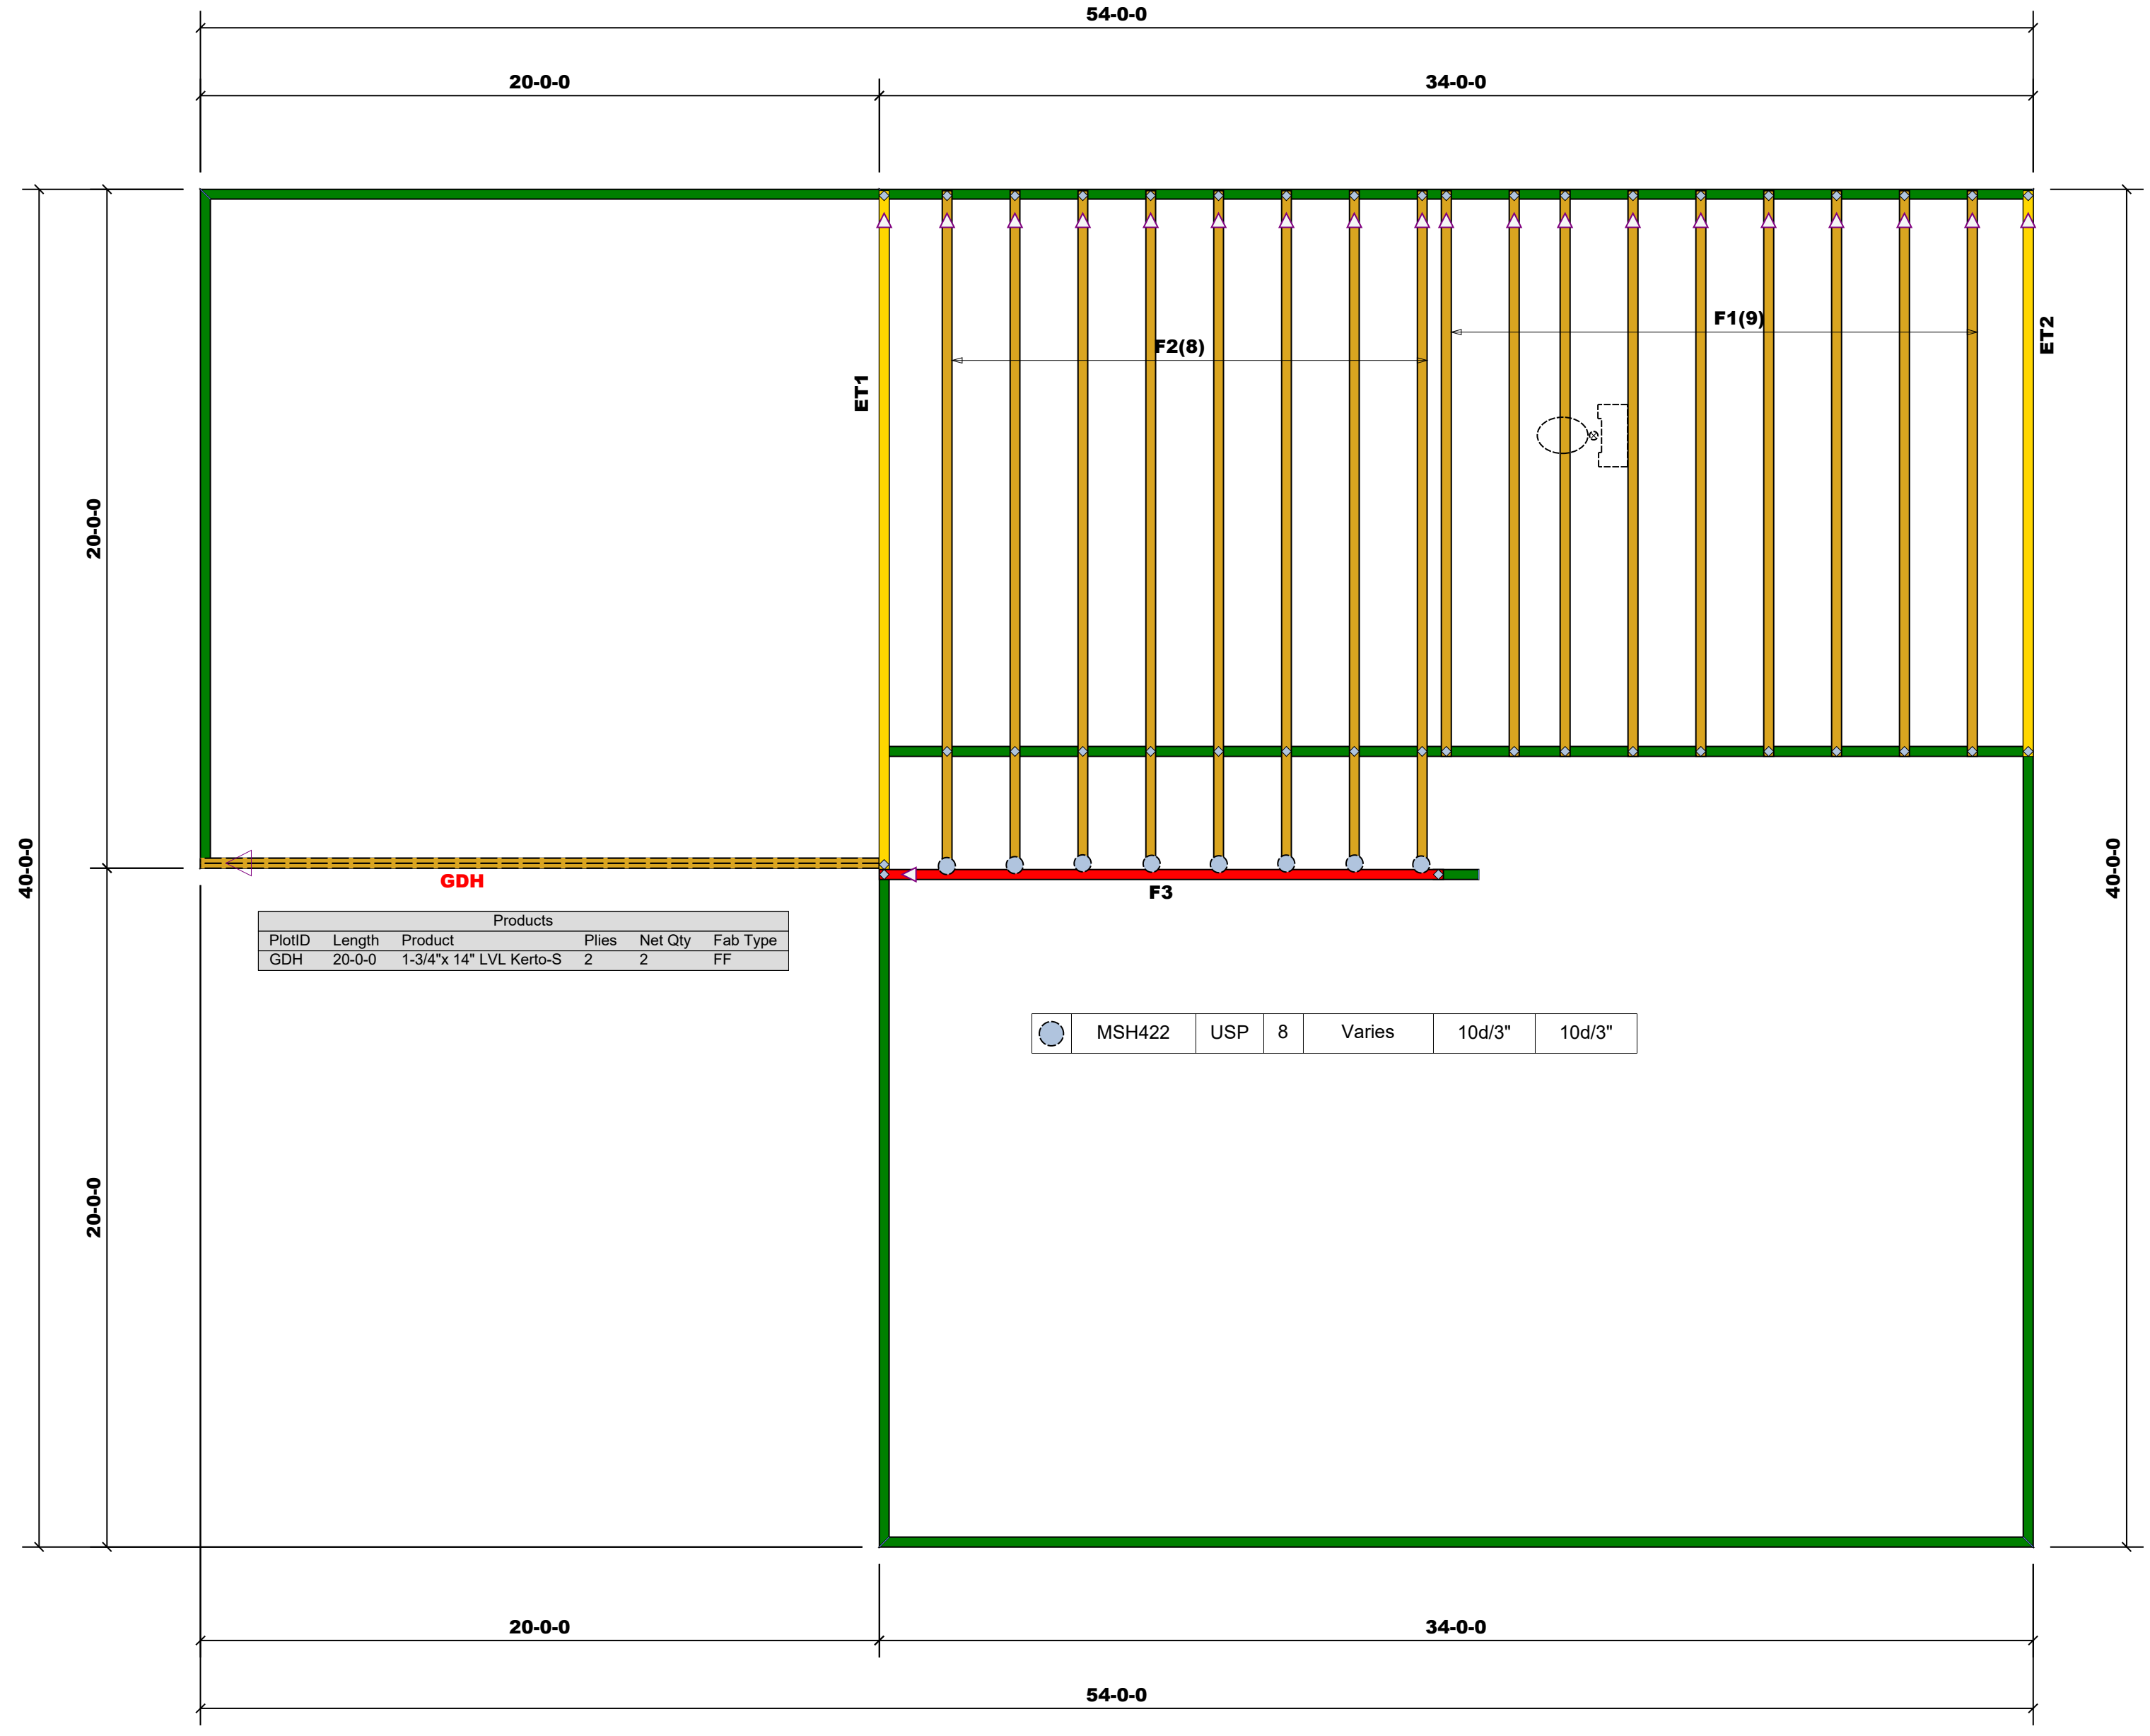 54-0-0
20-0-0
34-0-0
F1(9)
ET2
F2(8)
ET1
20-0-0
40-0-0
40-0-0
GDH
F3
Products
PlotID Length Product Plies Net Qty Fab Type
GDH 20-0-0 1-3/4"x 14" LVL Kerto-S 2 2 FF
MSH422 USP 8 Varies 10d/3" 10d/3"
20-0-0
20-0-0
34-0-0
54-0-0